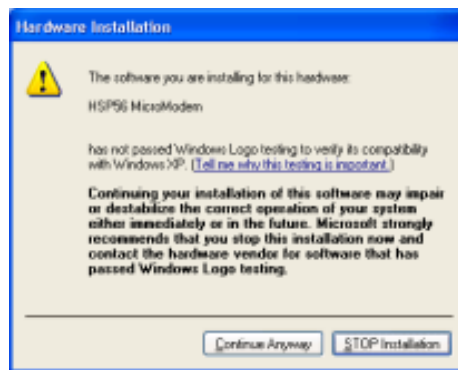 Hardware Installation
The software you are installing for this hardware:
HSP56 MicroModem
has not passed Windows Logo testing to verify its compatibility
with Windows XP. (Tell me why this testing is important.)
Continuing your installation of this software may impair
or destabilize the correct operation of your system
either immediately or in the future. Microsoft strongly
recommends that you stop this installation now and
contact the hardware vendor for software that has
passed Windows Logo testing.
Continue Anyway STOP Installation